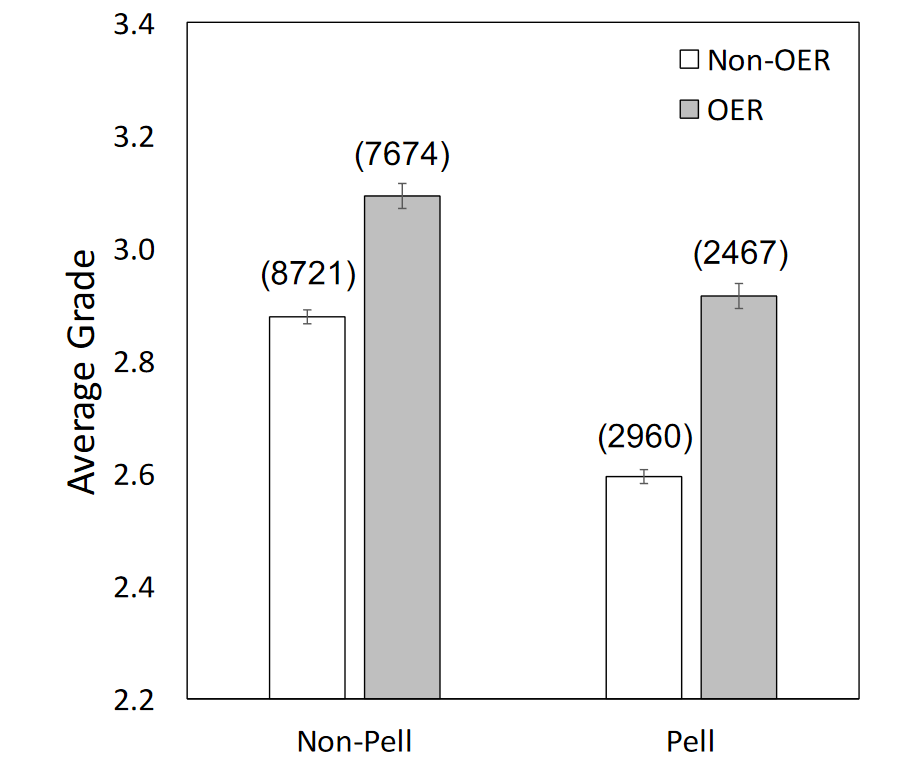 3.4
Non-OER
OER
3.2
(7674)
3.0
(8721)
(2467)
2.8
(2960)
2.6
2.4
2.2
Average Grade
Non-Pell
Pell